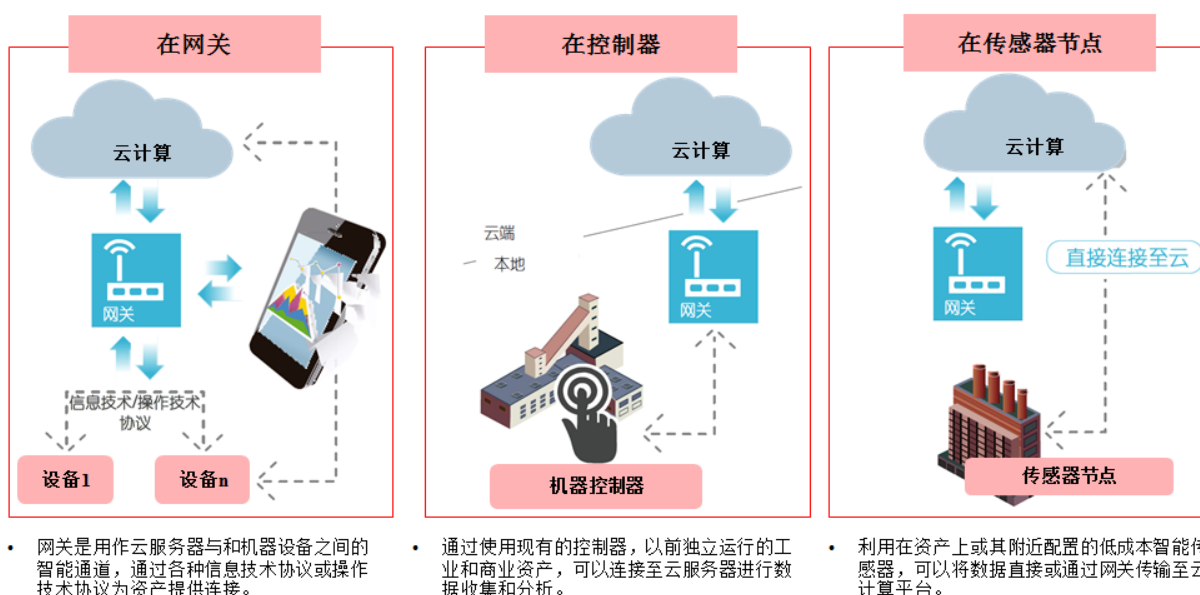 在网关
云计算
网关
信息技术/操作技术
协议
设备1
设备n
• 网关是用作云服务器与和机器设备之间的
智能通道，通过各种信息技术协议或操作
技术协议为资产提供连接。
在控制器
云计算
云端
本地
网关
机器控制器
• 通过使用现有的控制器，以前独立运行的工
业和商业资产，可以连接至云服务器进行数
据收集和分析。
在传感器节点
云计算
直接连接至云
网关
传感器节点
• 利用在资产上或其附近配置的低成本智能传
感器，可以将数据直接或通过网关传输至云
计算平台。